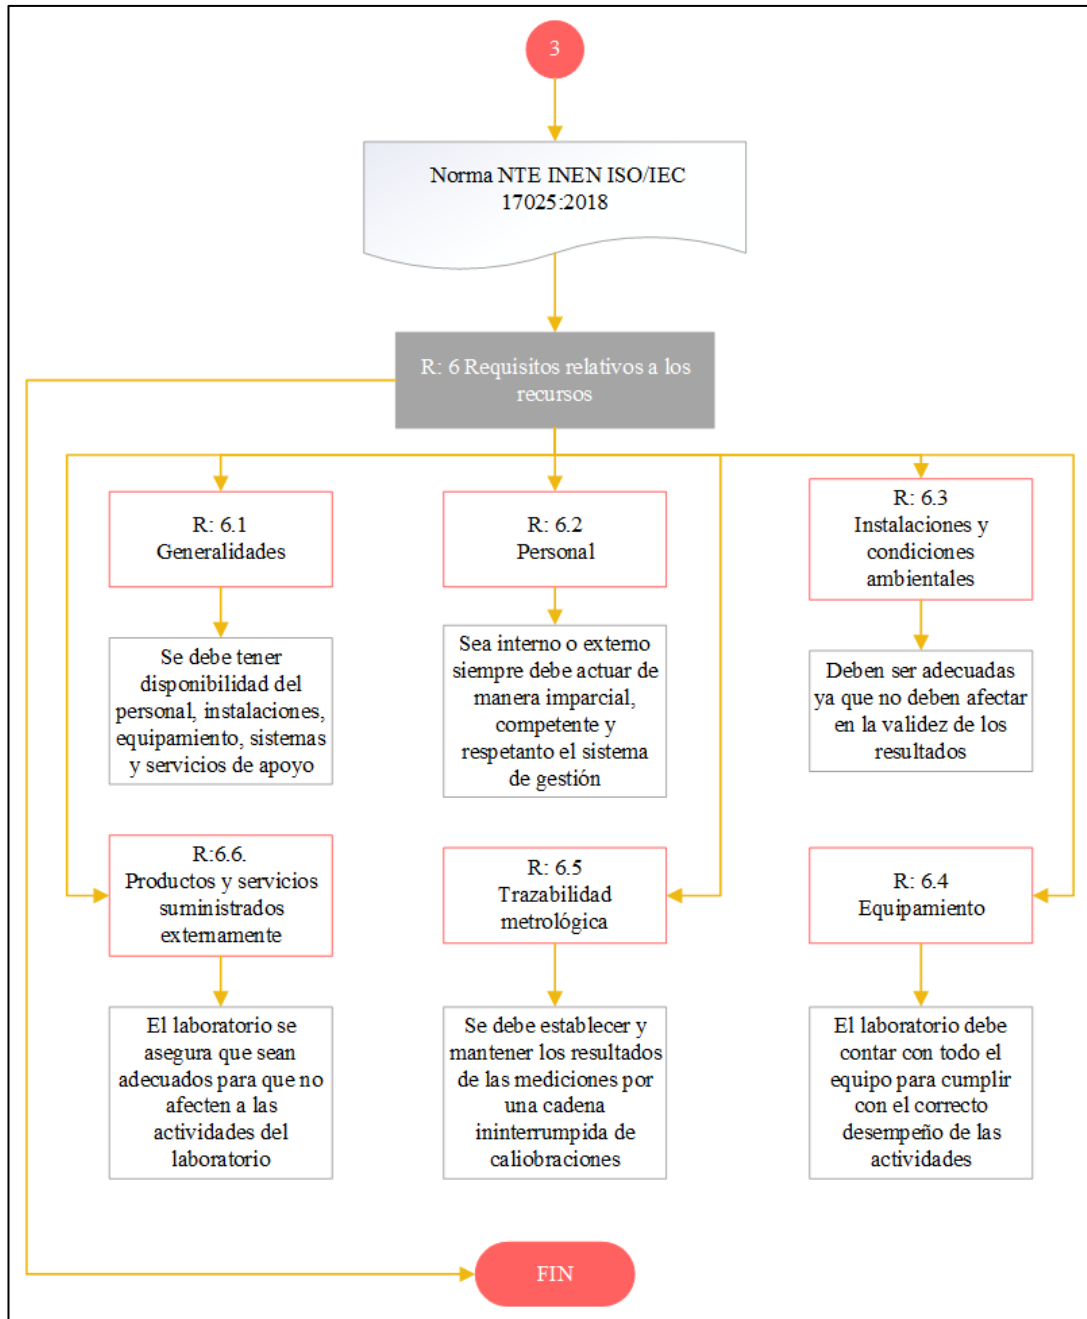 3
Norma NTE INEN ISO/IEC
17025:2018
R: 6 Requisitos relativos a los
recursos
R: 6.1
Generalidades
R: 6.2
Personal
R: 6.3
Instalaciones y
condiciones
ambientales
Se debe tener
disponibilidad del
personal, instalaciones,
equipamiento, sistemas
y servicios de apoyo
Sea interno o externo
siempre debe actuar de
manera imparcial,
competente y
respetanto el sistema
de gestión
Deben ser adecuadas
ya que no deben afectar
en la validez de los
resultados
R:6.6.
Productos y servicios
suministrados
externamente
R: 6.5
Trazabilidad
metrológica
R: 6.4
Equipamiento
El laboratorio se
asegura que sean
adecuados para que no
afecten a las
actividades del
laboratorio
Se debe establecer y
mantener los resultados
de las mediciones por
una cadena
ininterrumpida de
caliobraciones
El laboratorio debe
contar con todo el
equipo para cumplir
con el correcto
desempeño de las
actividades
FIN